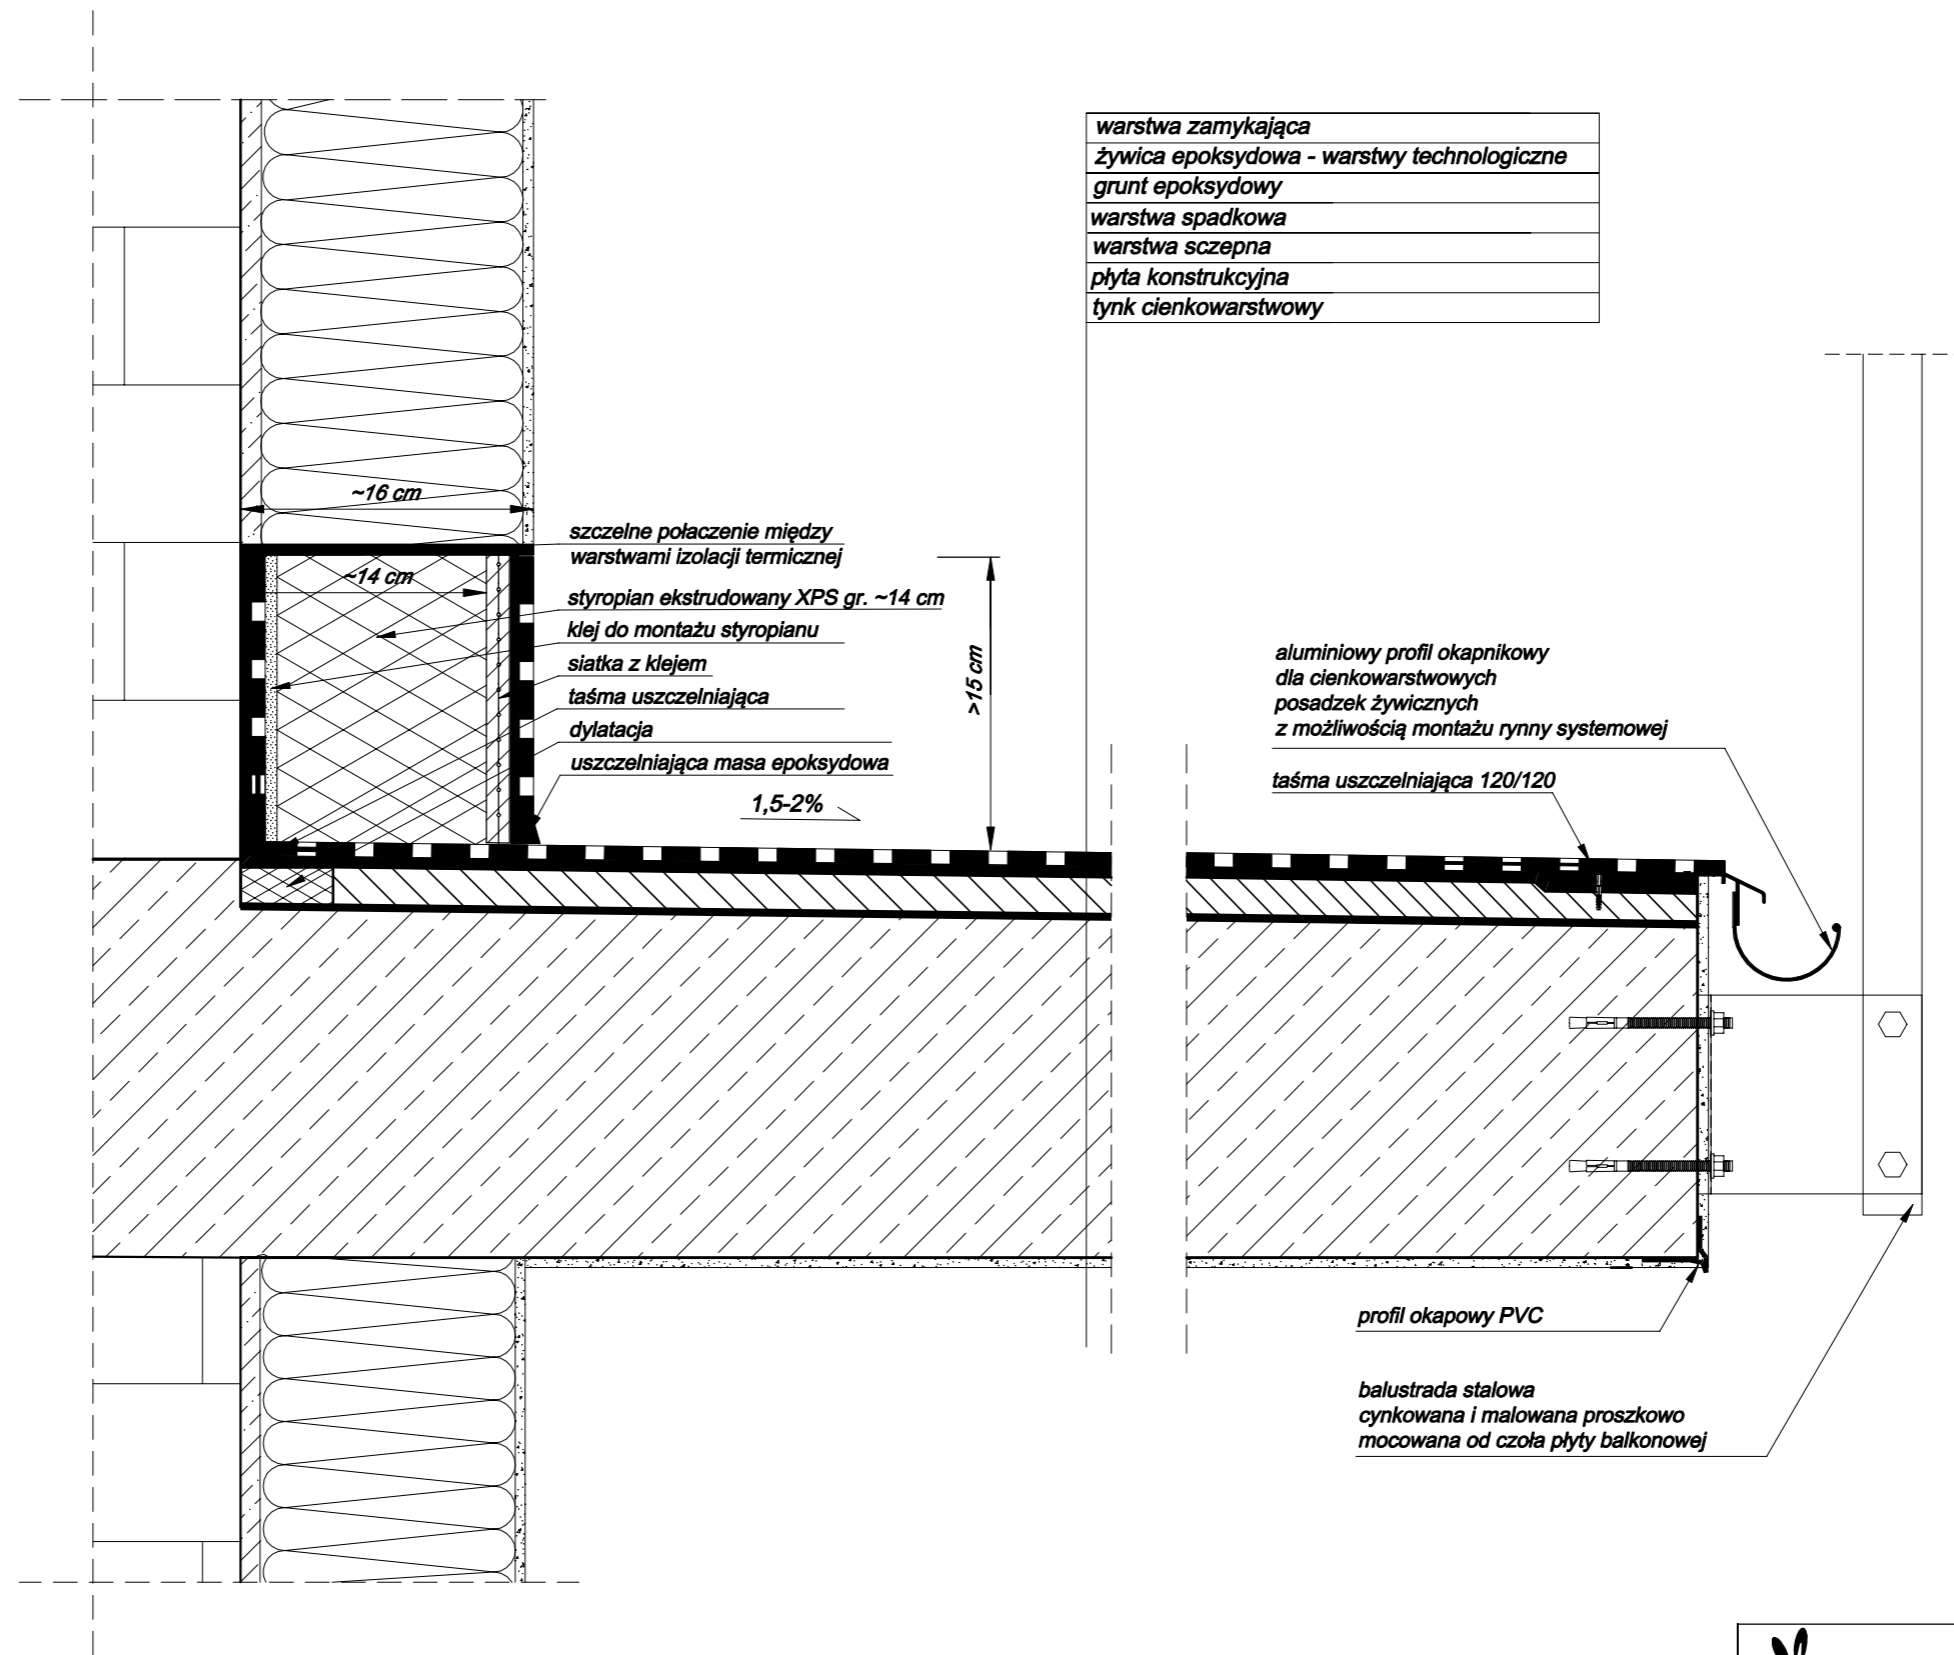 warstwa zamykająca
żywica epoksydowa - warstwy technologiczne
grunt epoksydowy
warstwa spadkowa
warstwa sczepna
płyta konstrukcyjna
tynk cienkowarstwowy
~16 cm
szczelne połaczenie między
warstwami izolacji termicznej
~14 cm
styropian ekstrudowany XPS gr. ~14 cm
klej do montażu styropianu
siatka z klejem
taśma uszczelniająca
dylatacja
uszczelniająca masa epoksydowa
1,5-2%
>15 cm
aluminiowy profil okapnikowy
dla cienkowarstwowych
posadzek żywicznych
z możliwością montażu rynny systemowej
taśma uszczelniająca 120/120
profil okapowy PVC
balustrada stalowa
cynkowana i malowana proszkowo
mocowana od czoła płyty balkonowej